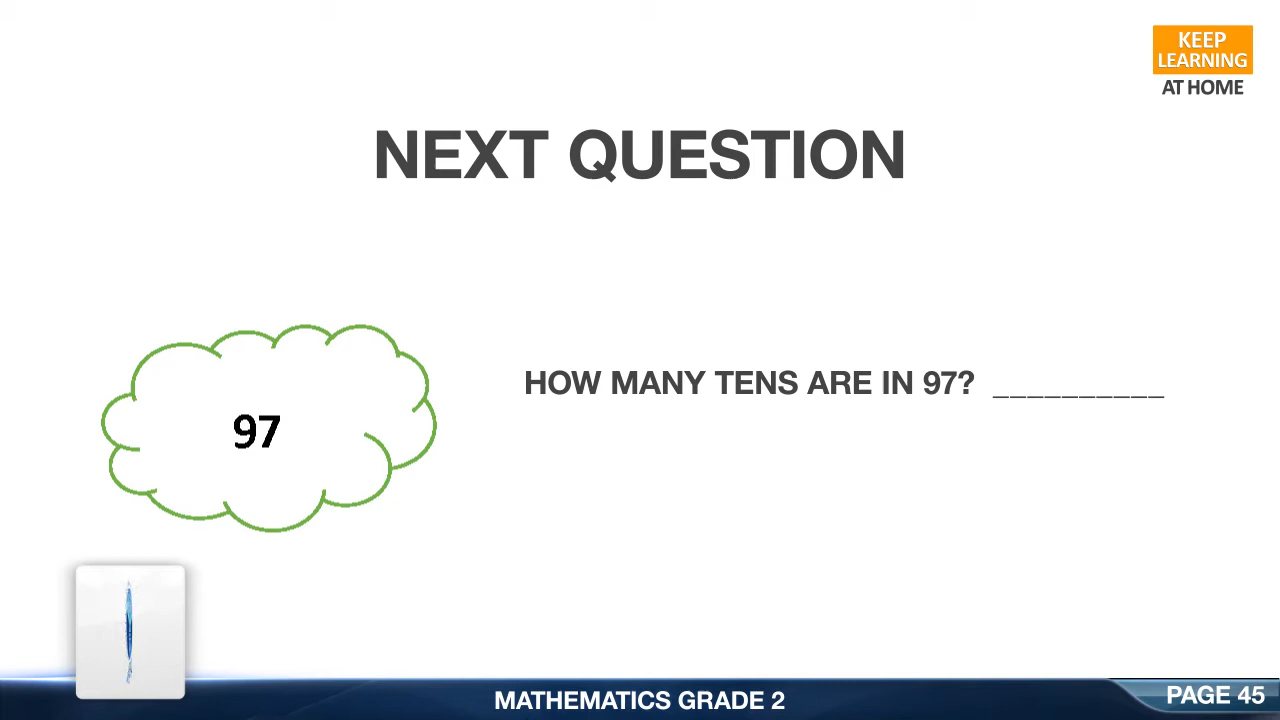 KEEP
LEARNING
AT HOME
NEXT QUESTION
HOW MANY TENS ARE IN 97? __________
97
MATHEMATICS GRADE 2
PAGE 45